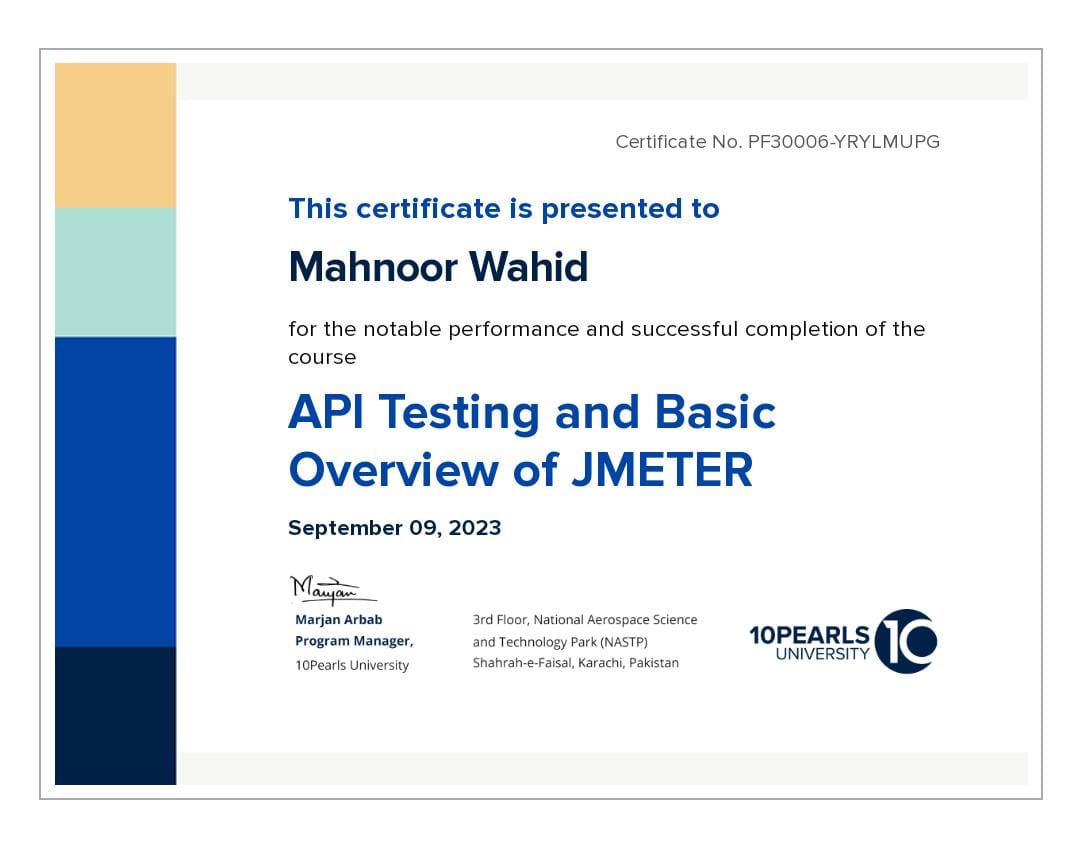 Certificate No. PF30006-YRYLMUPG
This certificate is presented to
Mahnoor Wahid
for the notable performance and successful completion of the
course
API Testing and Basic
Overview of JMETER
September 09, 2023
Marjan
Marjan Arbab
Program Manager,
10Pearls University
3rd Floor, National Aerospace Science
and Technology Park (NASTP)
Shahrah-e-Faisal, Karachi, Pakistan
10PEARLS
UNIVERSITY
10